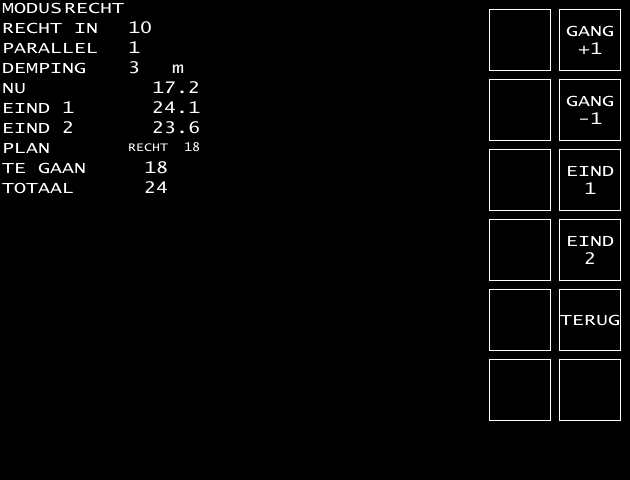 MODUS RECHT
RECHT IN 10
PARALLEL 1
DEMPING 3 m
NU 17.2
EIND 1 24.1
EIND 2 23.6
PLAN RECHT 18
TE GAAN 18
TOTAAL 24
GANG
+1
GANG
-1
EIND
1
EIND
2
TERUG